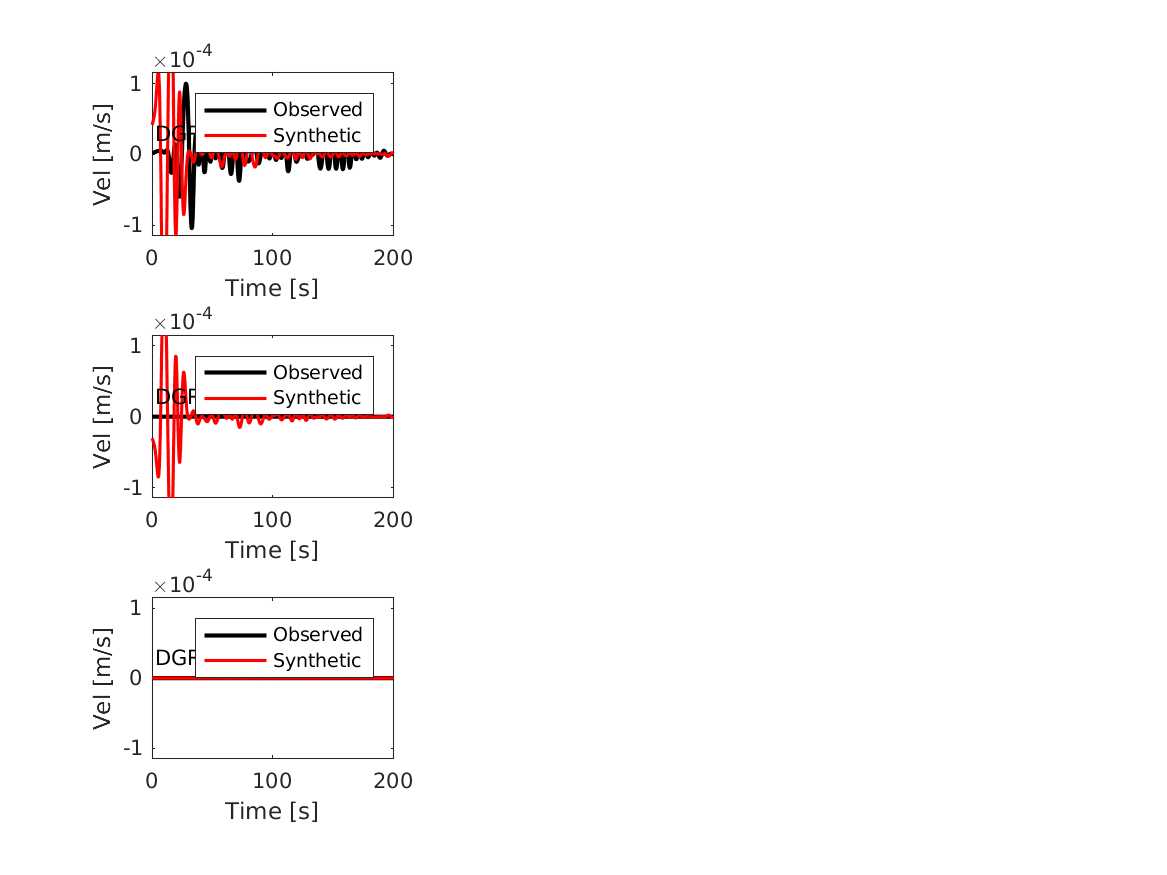 ×10-4
1
0
-1
Vel [m/s]
Observed
Synthetic
0 100 200
Time [s]
×10-4
1
0
-1
Vel [m/s]
Observed
Synthetic
0 100 200
Time [s]
×10-4
1
0
-1
Vel [m/s]
Observed
Synthetic
0 100 200
Time [s]